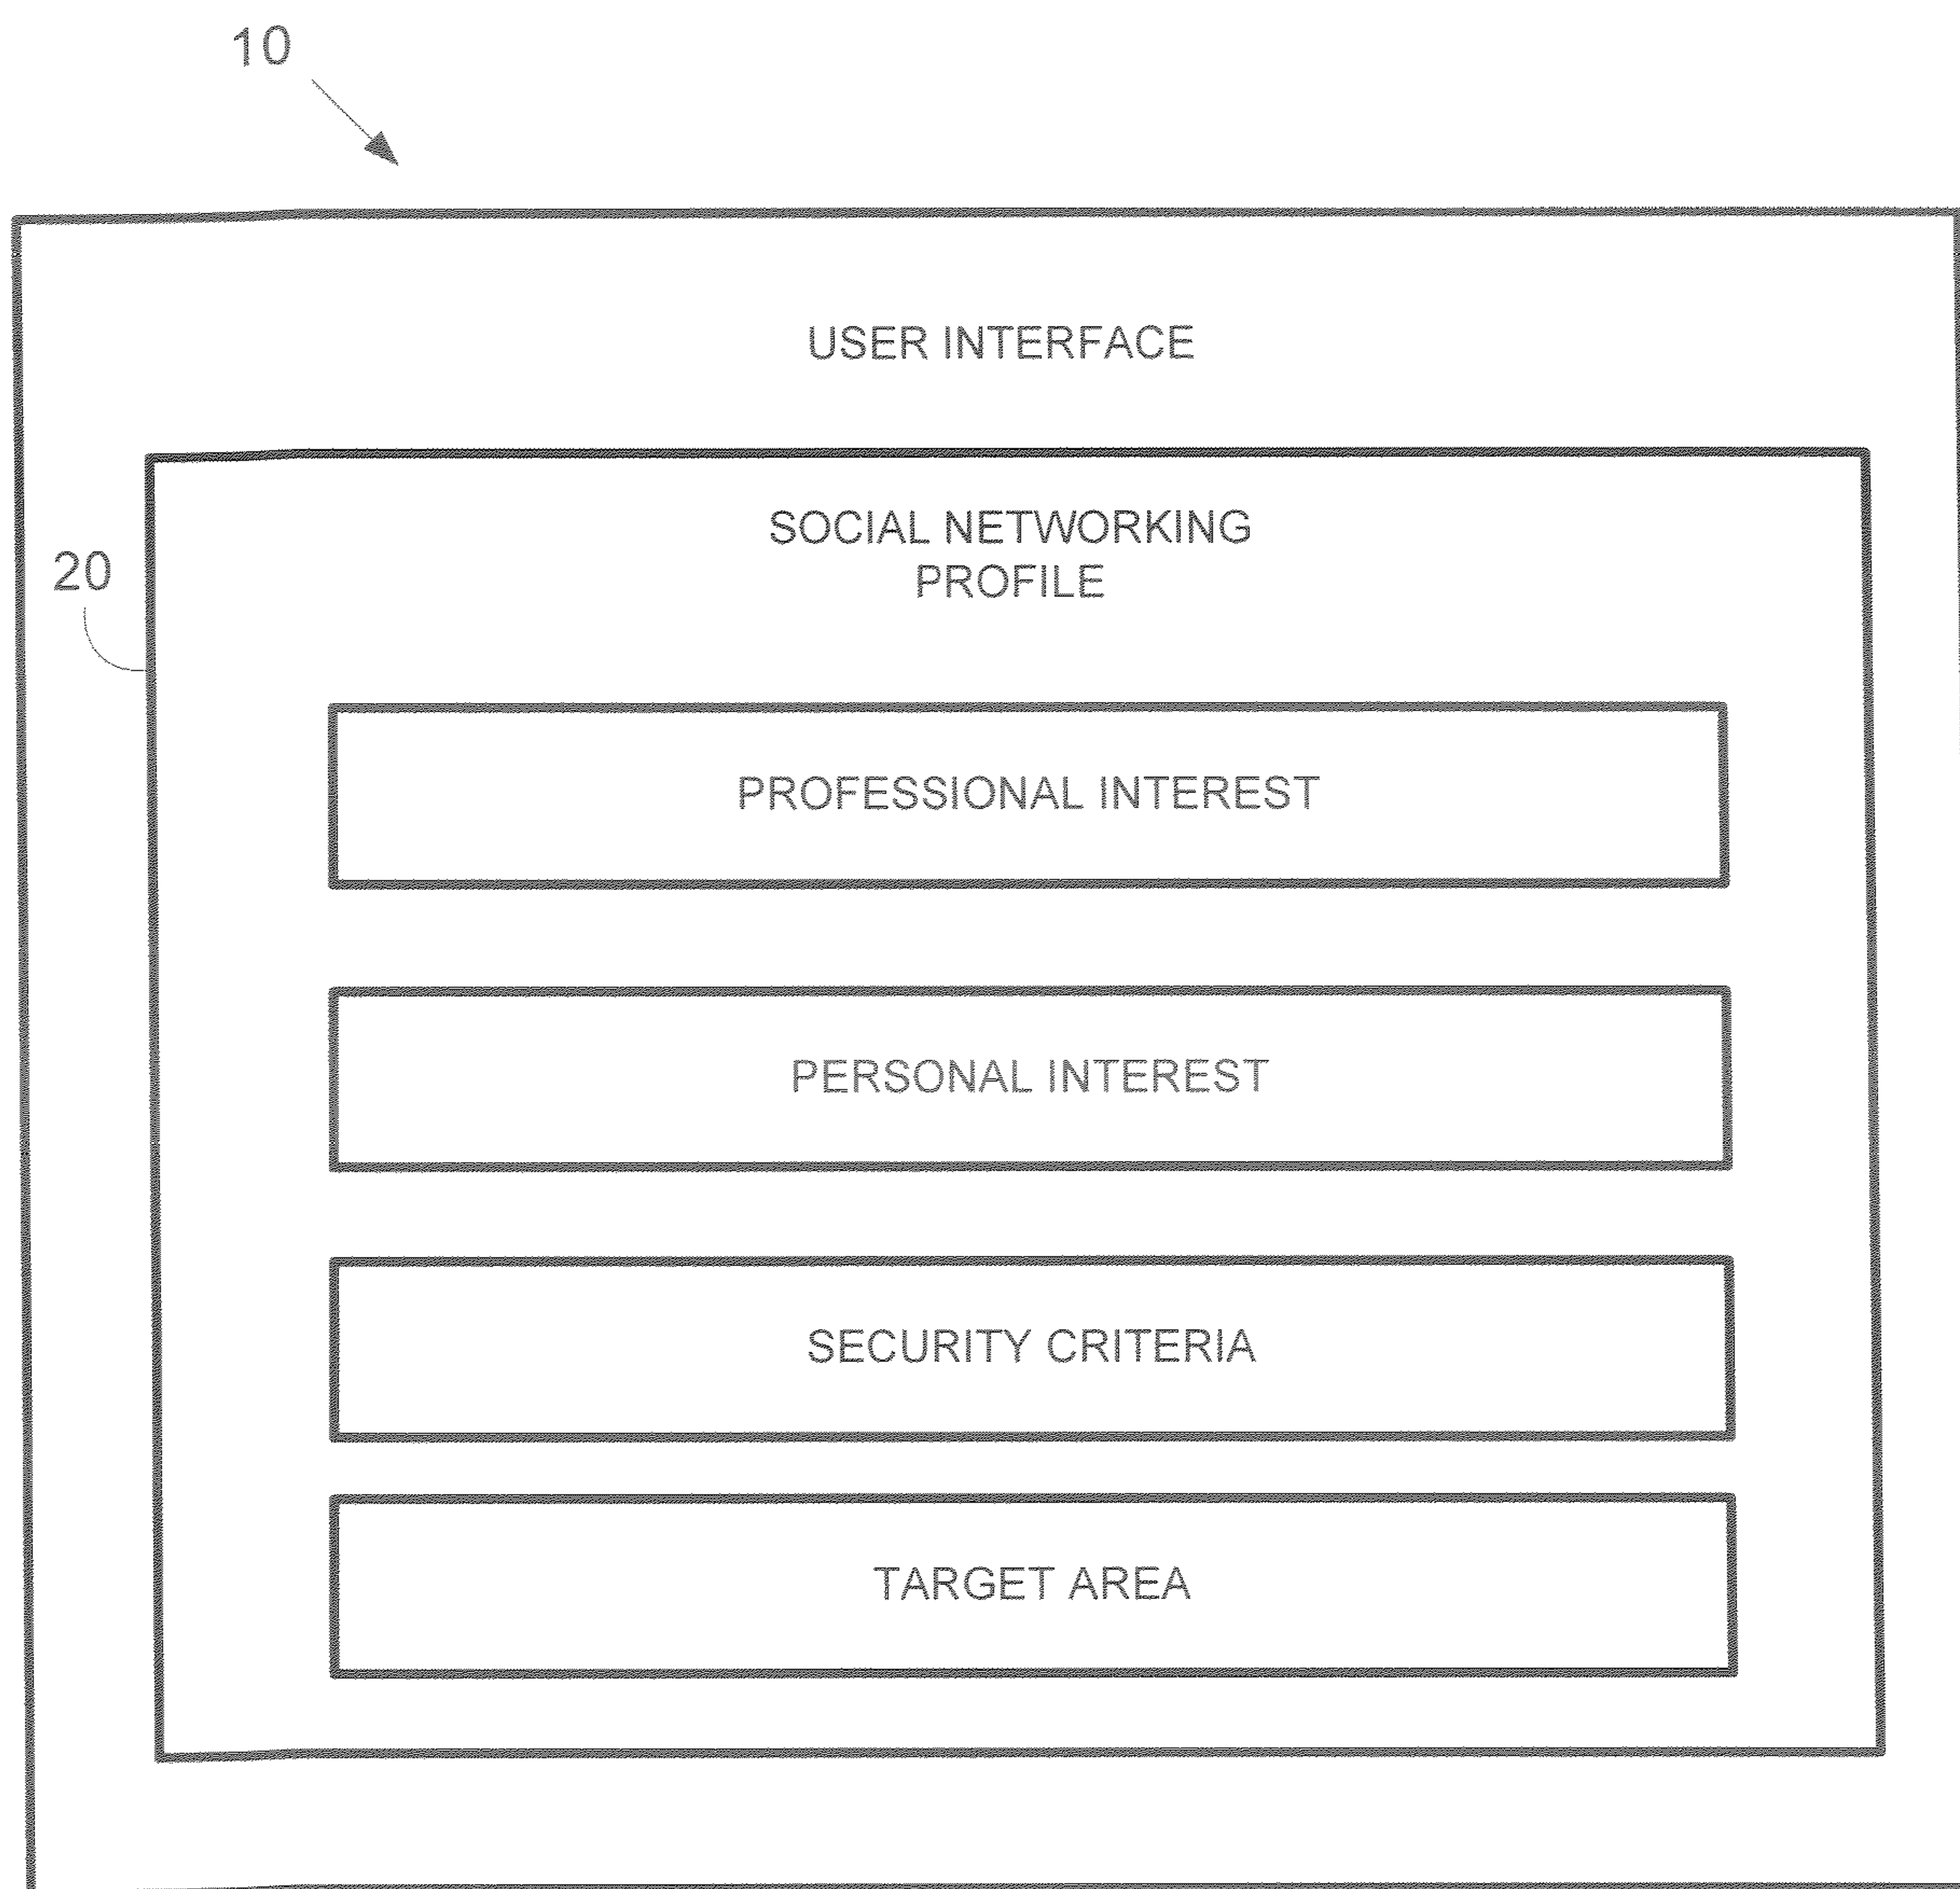 10
USER INTERFACE
SOCIAL NETWORKING
PROFILE
20
PROFESSIONAL INTEREST
PERSONAL INTEREST
SECURITY CRITERIA
TARGET AREA